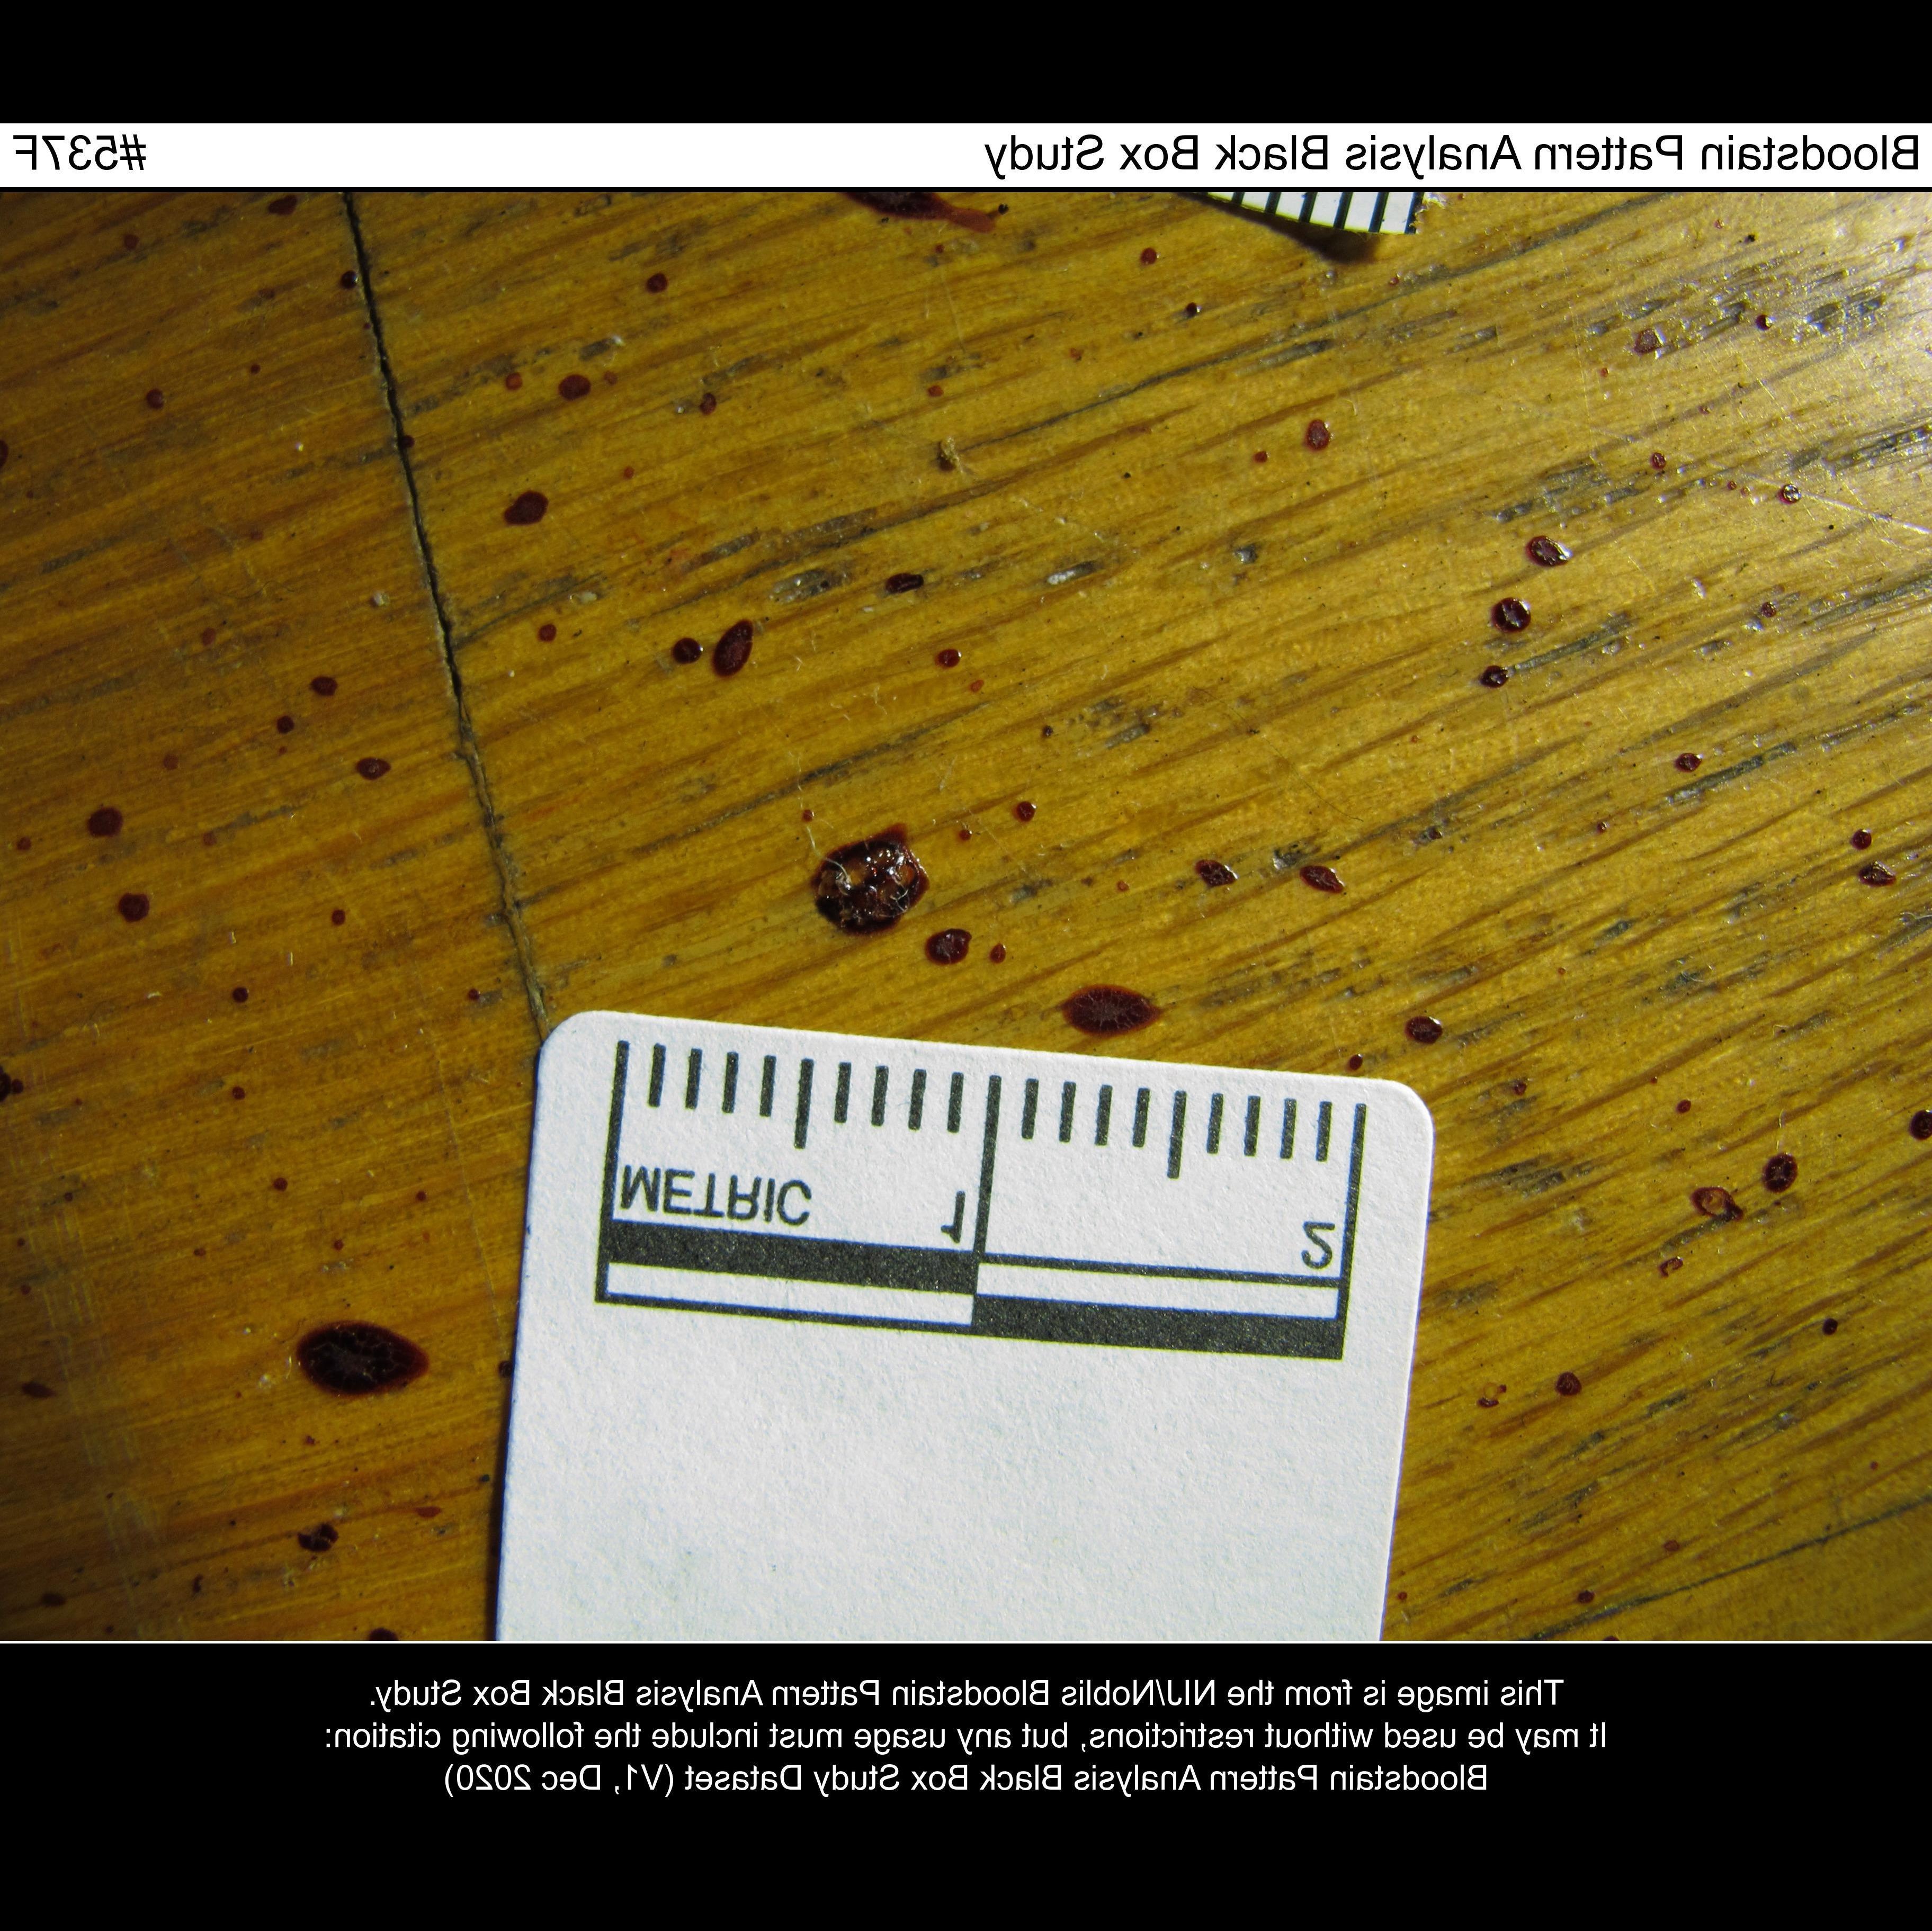 Bloodstain Pattern Analysis Black Box Study #537F
METRIC 1 2
This image is from the NIJ/Noblis Bloodstain Pattern Analysis Black Box Study.
It may be used without restrictions, but any usage must include the following citation:
Bloodstain Pattern Analysis Black Box Study Dataset (V1, Dec 2020)